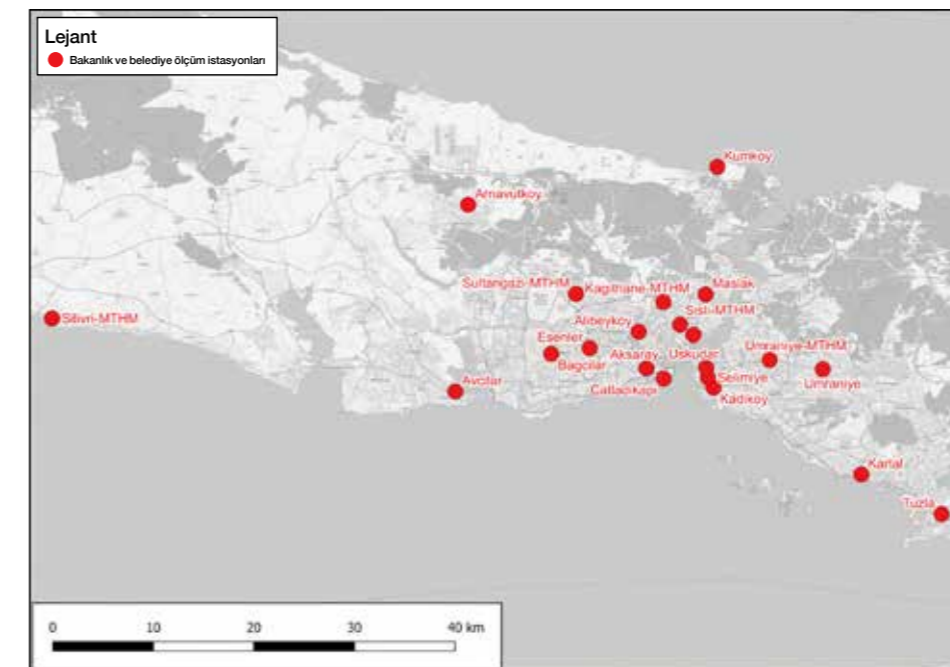 Lejant
Bakanlık ve belediye ölçüm istasyonları
Kumkoy
Arnavutkoy
Sultangazi-MTHM
Kagithane-MTHM
Maslak
Silivri-MTHM
Sisli-MTHM
Alibeykoy
Esenler
Umraniye-MTHM
Bagcilar
Aksaray
Uskudar
Selimiye
Umraniye
Avcilar
Catladikapi
Kadikoy
Kartal
Tuzla
0 10 20 30 40 km